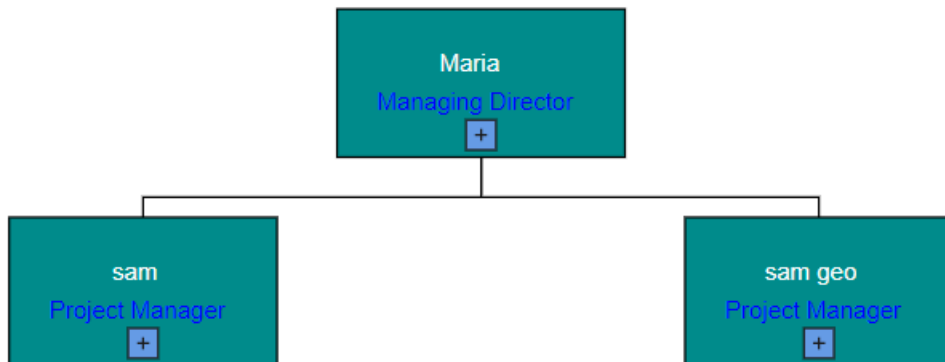 Maria
Managing Director
+
sam
Project Manager
+
sam geo
Project Manager
+